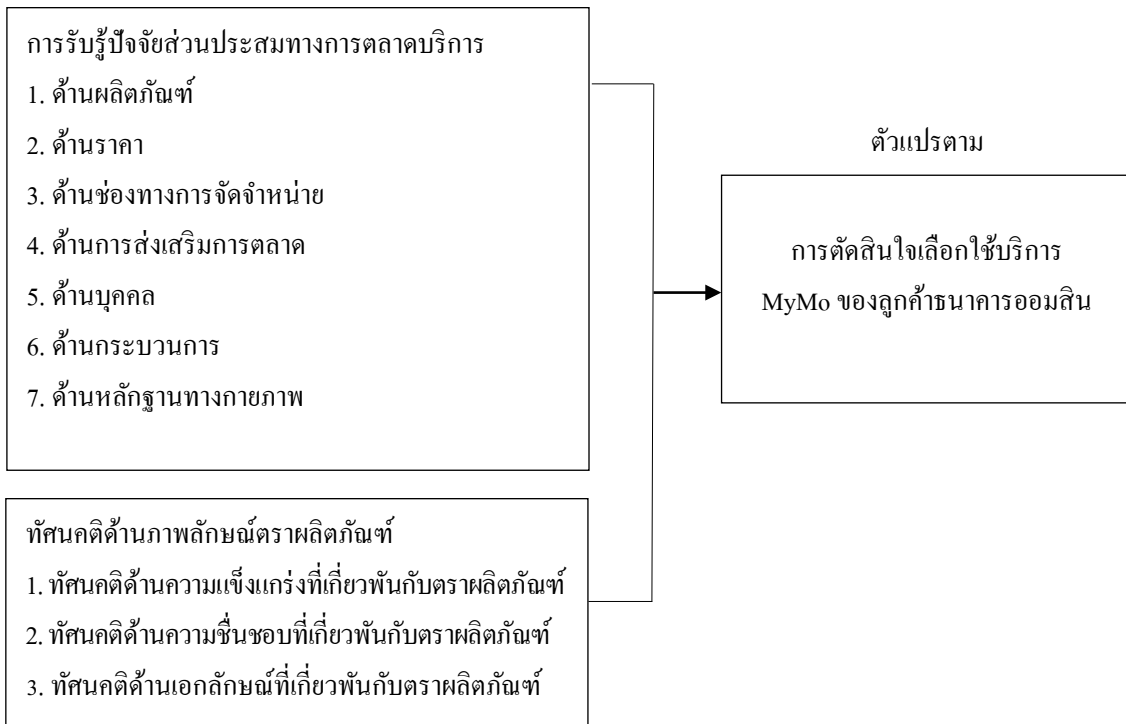 การรับรู้ปัจจัยส่วนประสมทางการตลาดบริการ
1. ด้านผลิตภัณฑ์
2. ด้านราคา
3. ด้านช่องทางการจัดจำหน่าย
4. ด้านการส่งเสริมการตลาด
5. ด้านบุคคล
6. ด้านกระบวนการ
7. ด้านหลักฐานทางกายภาพ
ทัศนคติด้านภาพลักษณ์ตราผลิตภัณฑ์
1. ทัศนคติด้านความแข็งแกร่งที่เกี่ยวพันกับตราผลิตภัณฑ์
2. ทัศนคติด้านความชื่นชอบที่เกี่ยวพันกับตราผลิตภัณฑ์
3. ทัศนคติด้านเอกลักษณ์ที่เกี่ยวพันกับตราผลิตภัณฑ์
ตัวแปรตาม
การตัดสินใจเลือกใช้บริการ
MyMo ของลูกค้าธนาคารออมสิน